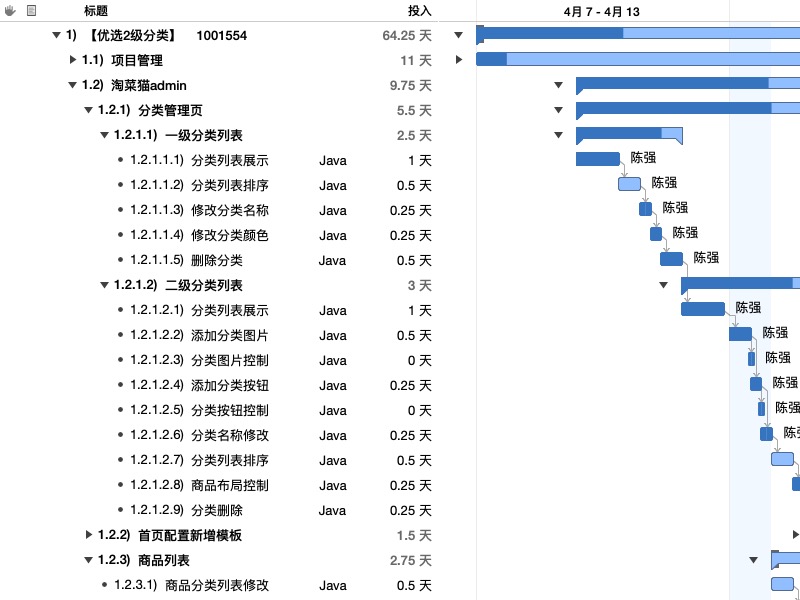 标题 投入 4月 7 - 4月 13
1) 【优选2级分类】 1001554 64.25 天
1.1) 项目管理 11 天
1.2) 淘菜猫admin 9.75 天
1.2.1) 分类管理页 5.5 天
1.2.1.1) 一级分类列表 2.5 天
1.2.1.1.1) 分类列表展示 Java 1 天 陈强
1.2.1.1.2) 分类列表排序 Java 0.5 天 陈强
1.2.1.1.3) 修改分类名称 Java 0.25 天 陈强
1.2.1.1.4) 修改分类颜色 Java 0.25 天 陈强
1.2.1.1.5) 删除分类 Java 0.5 天 陈强
1.2.1.2) 二级分类列表 3 天
1.2.1.2.1) 分类列表展示 Java 1 天 陈强
1.2.1.2.2) 添加分类图片 Java 0.5 天 陈强
1.2.1.2.3) 分类图片控制 Java 0 天 陈强
1.2.1.2.4) 添加分类按钮 Java 0.25 天 陈强
1.2.1.2.5) 分类按钮控制 Java 0 天 陈强
1.2.1.2.6) 分类名称修改 Java 0.25 天 陈
1.2.1.2.7) 分类列表排序 Java 0.5 天
1.2.1.2.8) 商品布局控制 Java 0.25 天
1.2.1.2.9) 分类删除 Java 0.25 天
1.2.2) 首页配置新增模板 1.5 天
1.2.3) 商品列表 2.75 天
1.2.3.1) 商品分类列表修改 Java 0.5 天